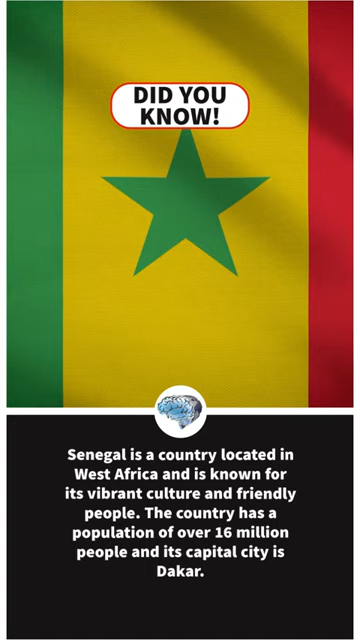 DID YOU
KNOW!
Senegal is a country located in
West Africa and is known for
its vibrant culture and friendly
people. The country has a
population of over 16 million
people and its capital city is
Dakar.